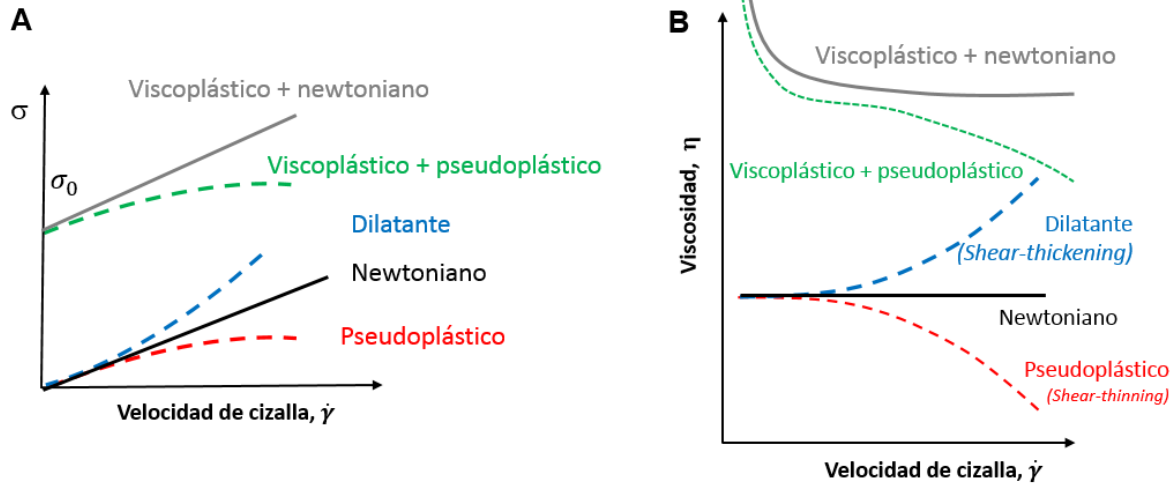 A
σ
Viscoplástico + newtoniano
σ0
Viscoplástico + pseudoplástico
Dilatante
Newtoniano
Pseudoplástico
Velocidad de cizalla, γ̇
B
Viscosidad, η
Viscoplástico + newtoniano
Viscoplástico + pseudoplástico
Dilatante
(Shear-thickening)
Newtoniano
Pseudoplástico
(Shear-thinning)
Velocidad de cizalla, γ̇